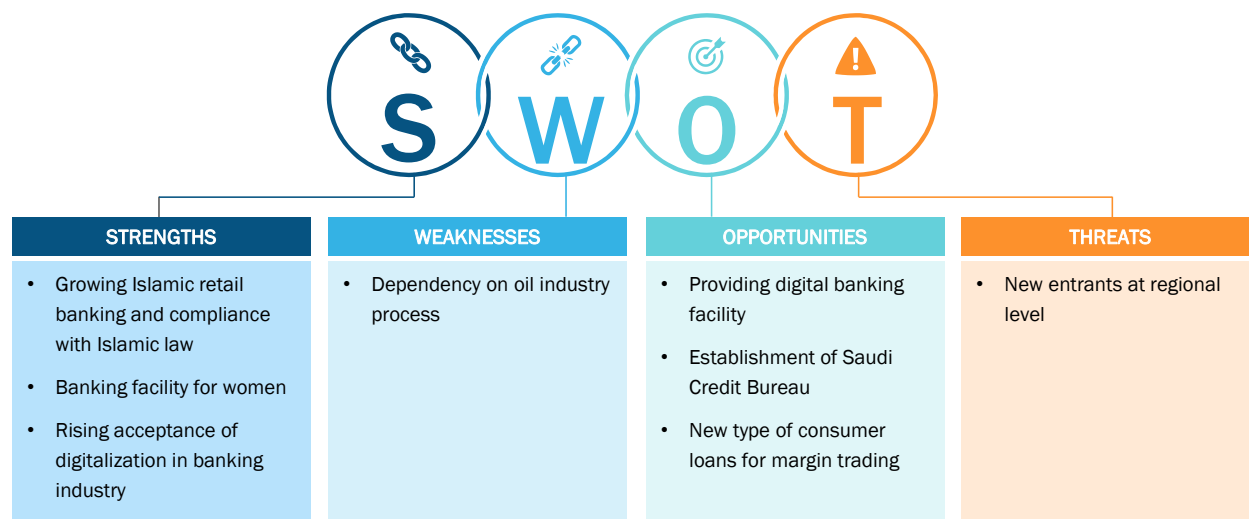 S
W
O
T
STRENGTHS
• Growing Islamic retail
banking and compliance
with Islamic law
• Banking facility for women
• Rising acceptance of
digitalization in banking
industry
WEAKNESSES
• Dependency on oil industry
process
OPPORTUNITIES
• Providing digital banking
facility
• Establishment of Saudi
Credit Bureau
• New type of consumer
loans for margin trading
THREATS
• New entrants at regional
level